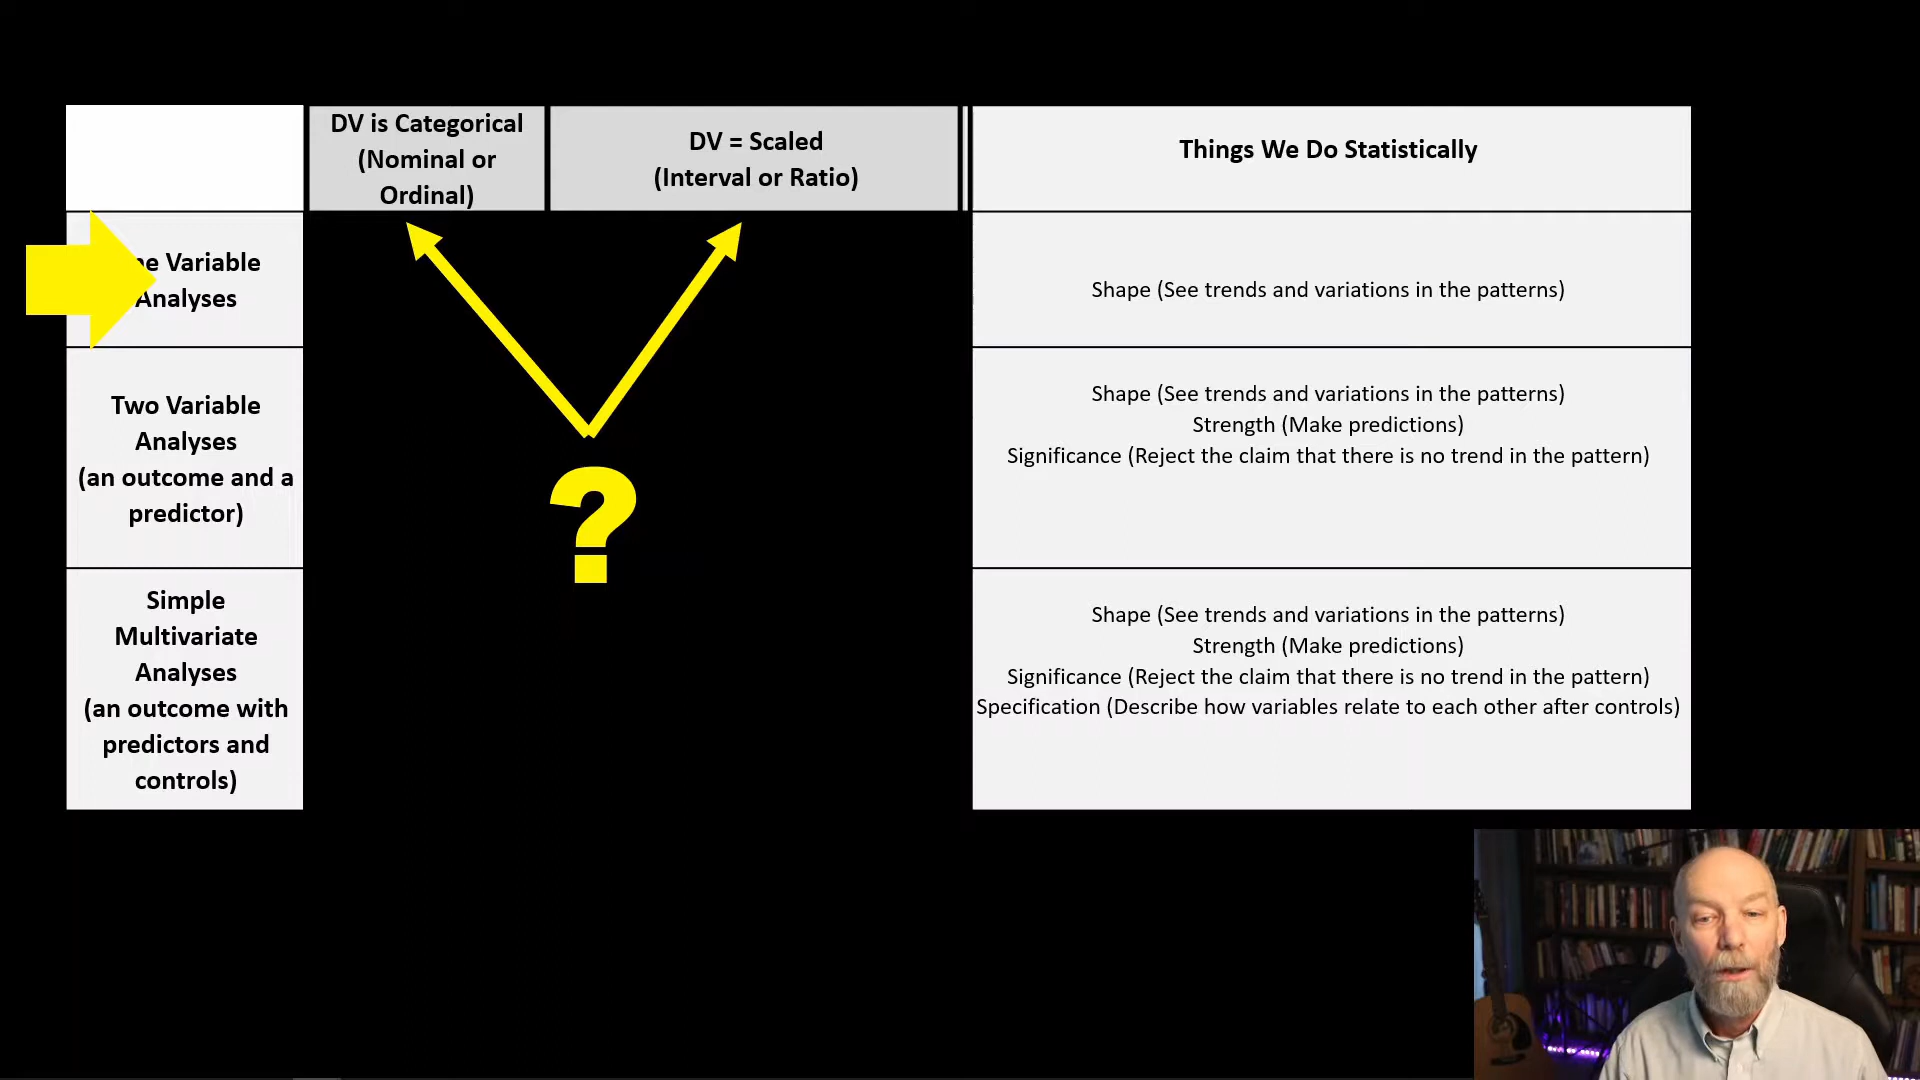 DV is Categorical
(Nominal or
Ordinal)
DV = Scaled
(Interval or Ratio)
Things We Do Statistically
ne Variable
Analyses
Shape (See trends and variations in the patterns)
Two Variable
Analyses
(an outcome and a
predictor)
Shape (See trends and variations in the patterns)
Strength (Make predictions)
Significance (Reject the claim that there is no trend in the pattern)
?
Simple
Multivariate
Analyses
(an outcome with
predictors and
controls)
Shape (See trends and variations in the patterns)
Strength (Make predictions)
Significance (Reject the claim that there is no trend in the pattern)
Specification (Describe how variables relate to each other after controls)